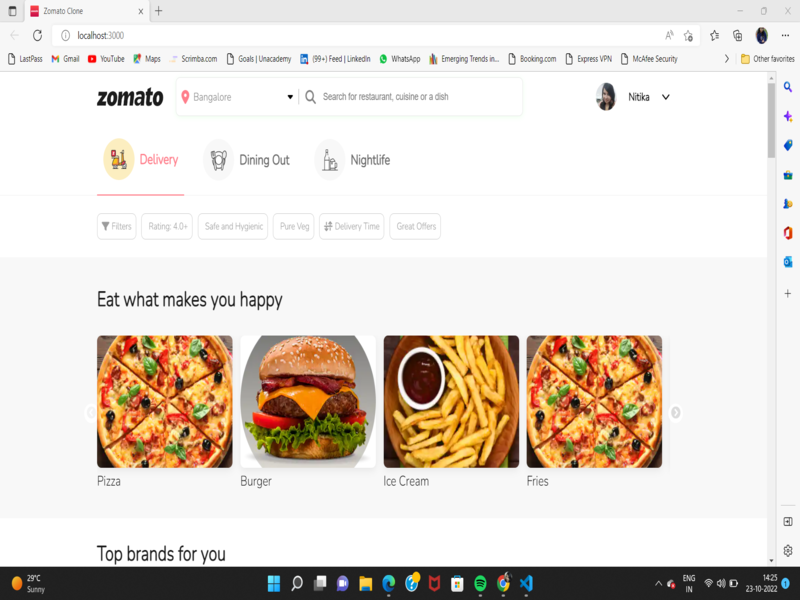 Zomato Clone
localhost:3000
LastPass Gmail YouTube Maps Scrimba.com Goals | Unacademy (99+) Feed | LinkedIn WhatsApp Emerging Trends in... Booking.com Express VPN McAfee Security Other favorites
zomato
Bangalore
Search for restaurant, cuisine or a dish
Nitika
Delivery Dining Out Nightlife
Filters Rating: 4.0+ Safe and Hygienic Pure Veg Delivery Time Great Offers
Eat what makes you happy
Pizza Burger Ice Cream Fries
Top brands for you
29°C
Sunny
ENG
IN
14:25
23-10-2022
1